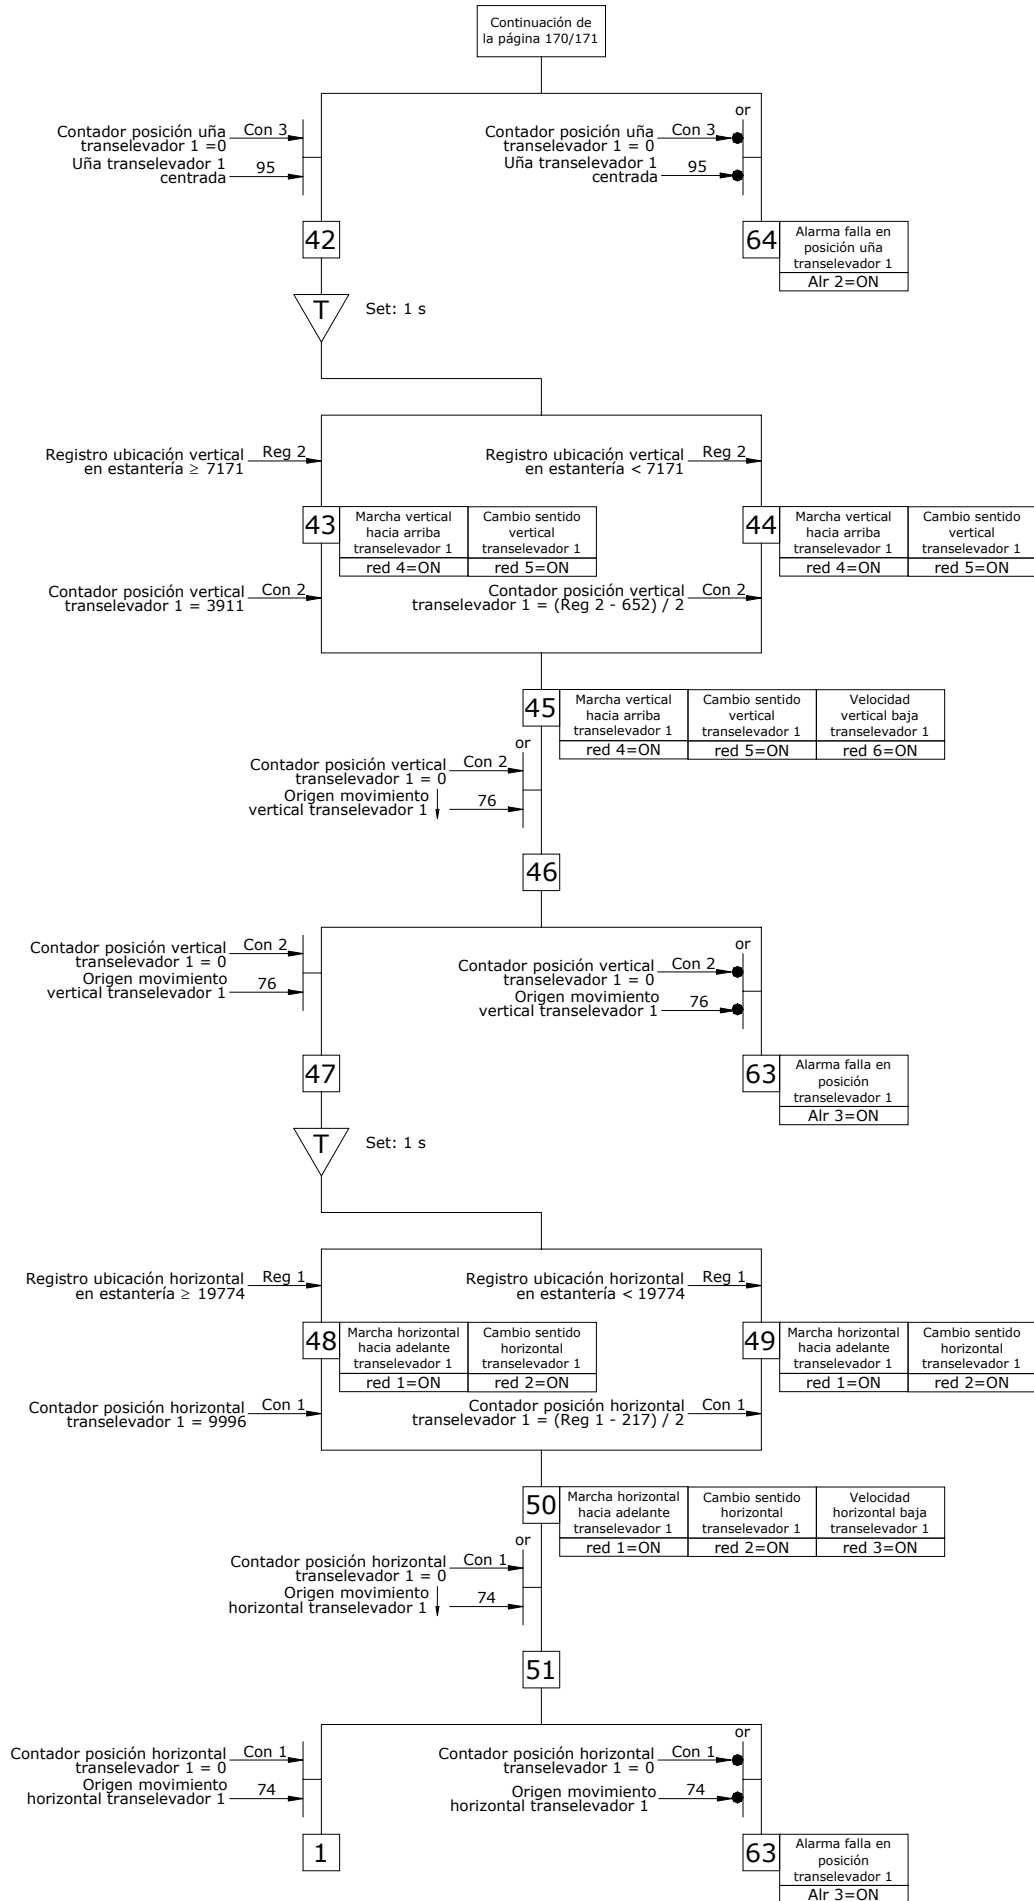 Continuación de
la página 170/171
or
Contador posición uña
transelevador 1 =0
Con 3
Uña transelevador 1
centrada
95
Contador posición uña
transelevador 1 = 0
Con 3
Uña transelevador 1
centrada
95
42
64
Alarma falla en
posición uña
transelevador 1
Alr 2=ON
T
Set: 1 s
Registro ubicación vertical
en estantería ≥ 7171
Reg 2
Registro ubicación vertical
en estantería < 7171
Reg 2
43
Marcha vertical
hacia arriba
transelevador 1
red 4=ON
Cambio sentido
vertical
transelevador 1
red 5=ON
44
Marcha vertical
hacia arriba
transelevador 1
red 4=ON
Cambio sentido
vertical
transelevador 1
red 5=ON
Contador posición vertical
transelevador 1 = 3911
Con 2
Contador posición vertical
transelevador 1 = (Reg 2 - 652) / 2
Con 2
45
Marcha vertical
hacia arriba
transelevador 1
red 4=ON
Cambio sentido
vertical
transelevador 1
red 5=ON
Velocidad
vertical baja
transelevador 1
red 6=ON
or
Contador posición vertical
transelevador 1 = 0
Con 2
Origen movimiento
vertical transelevador 1
76
46
Contador posición vertical
transelevador 1 = 0
Con 2
Origen movimiento
vertical transelevador 1
76
or
Contador posición vertical
transelevador 1 = 0
Con 2
Origen movimiento
vertical transelevador 1
76
47
63
Alarma falla en
posición
transelevador 1
Alr 3=ON
T
Set: 1 s
Registro ubicación horizontal
en estantería ≥ 19774
Reg 1
Registro ubicación horizontal
en estantería < 19774
Reg 1
48
Marcha horizontal
hacia adelante
transelevador 1
red 1=ON
Cambio sentido
horizontal
transelevador 1
red 2=ON
49
Marcha horizontal
hacia adelante
transelevador 1
red 1=ON
Cambio sentido
horizontal
transelevador 1
red 2=ON
Contador posición horizontal
transelevador 1 = 9996
Con 1
Contador posición horizontal
transelevador 1 = (Reg 1 - 217) / 2
Con 1
50
Marcha horizontal
hacia adelante
transelevador 1
red 1=ON
Cambio sentido
horizontal
transelevador 1
red 2=ON
Velocidad
horizontal baja
transelevador 1
red 3=ON
or
Contador posición horizontal
transelevador 1 = 0
Con 1
Origen movimiento
horizontal transelevador 1
74
51
Contador posición horizontal
transelevador 1 = 0
Con 1
Origen movimiento
horizontal transelevador 1
74
or
Contador posición horizontal
transelevador 1 = 0
Con 1
Origen movimiento
horizontal transelevador 1
74
1
63
Alarma falla en
posición
transelevador 1
Alr 3=ON